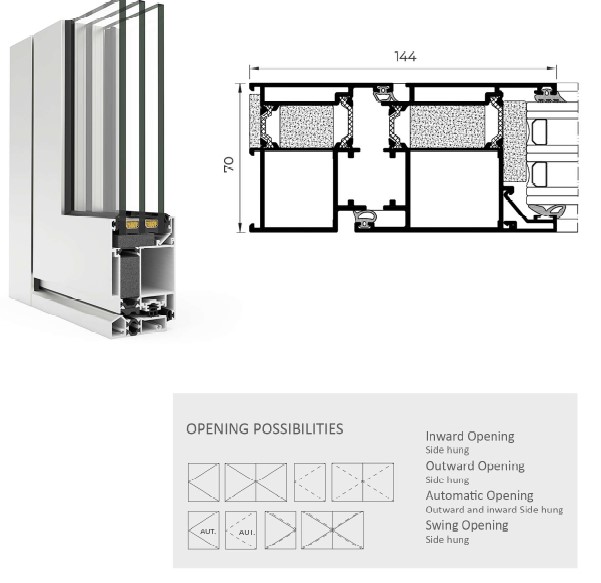 144
70
OPENING POSSIBILITIES
Inward Opening
Side hung
Outward Opening
Side hung
Automatic Opening
Outward and inward Side hung
Swing Opening
Side hung
AUT.
AUT.